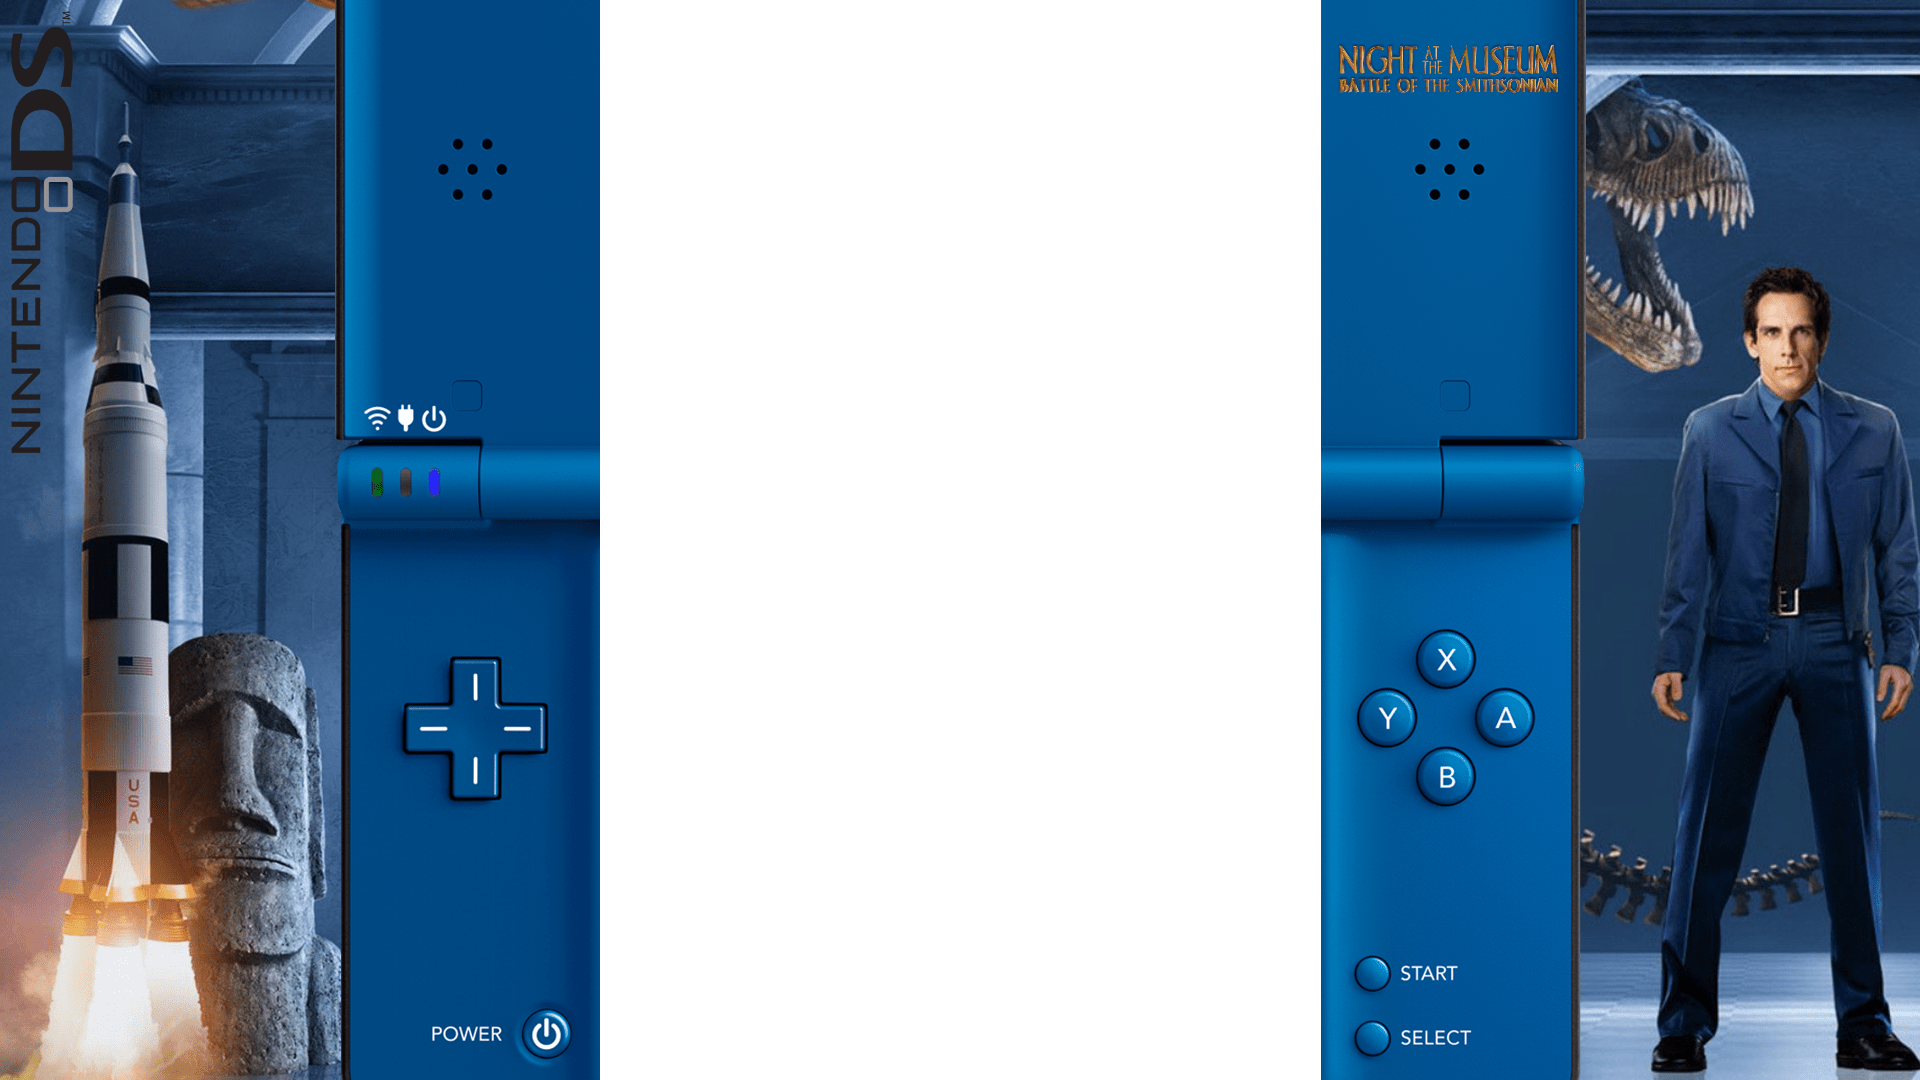 NINTENDO DS™
NIGHT AT THE MUSEUM
BATTLE OF THE SMITHSONIAN
X
Y
A
B
USA
START
SELECT
POWER